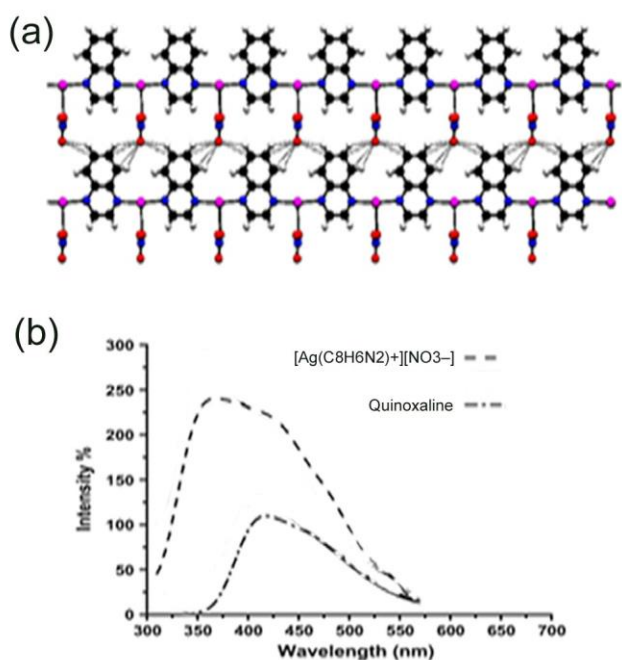 (a)
(b)
300
250
200
150
100
50
0
Intensity %
[Ag(C8H6N2)+][NO3–]
Quinoxaline
300 350 400 450 500 550 600 650 700
Wavelength (nm)